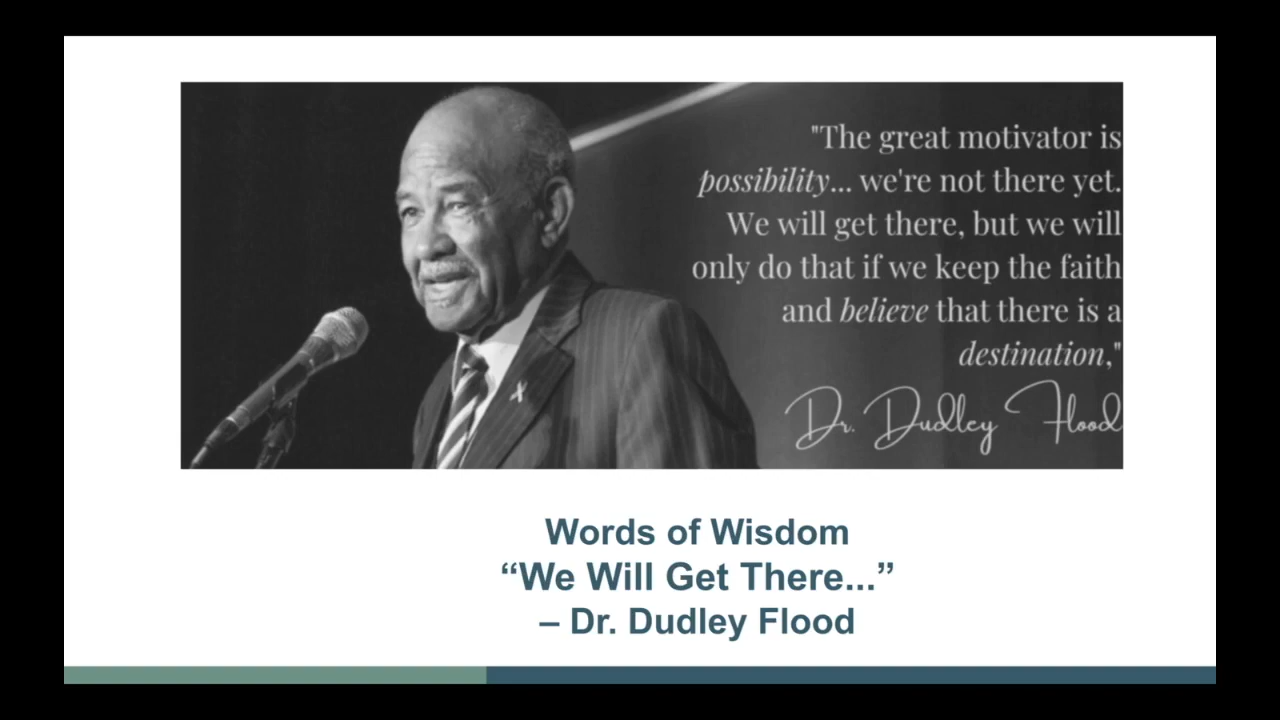 "The great motivator is
possibility... we're not there yet.
We will get there, but we will
only do that if we keep the faith
and believe that there is a
destination,"
Dr. Dudley Flood
Words of Wisdom
“We Will Get There...”
– Dr. Dudley Flood